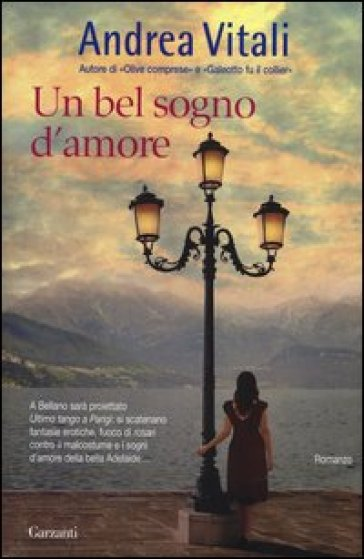 Andrea Vitali
Autore di «Olive comprese» e «Galeotto fu il collier»
Un bel sogno
d'amore
A Bellano sarà proiettato
Ultimo tango a Parigi: si scatenano
fantasie erotiche, fuoco di rosari
contro il malcostume e i sogni
d'amore della bella Adelaide...
Romanzo
Garzanti